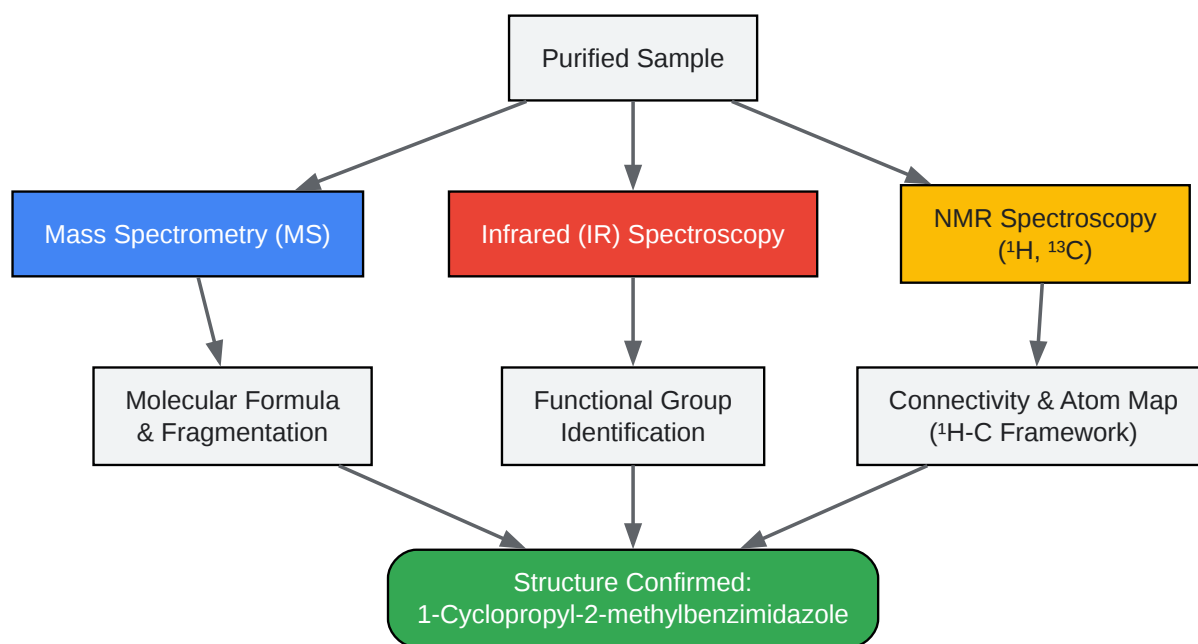 Purified Sample
Mass Spectrometry (MS)
Infrared (IR) Spectroscopy
NMR Spectroscopy
(¹H, ¹³C)
Molecular Formula
& Fragmentation
Functional Group
Identification
Connectivity & Atom Map
(¹H-C Framework)
Structure Confirmed:
1-Cyclopropyl-2-methylbenzimidazole